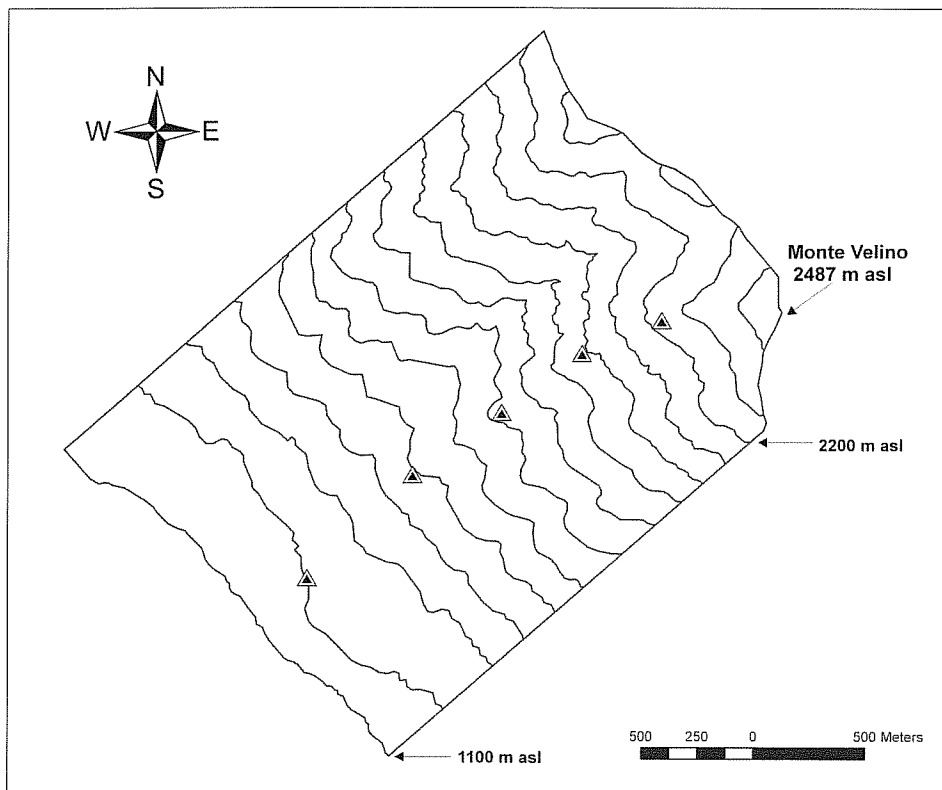 N
W E
S
Monte Velino
2487 m asl
2200 m asl
1100 m asl
500 250 0 500 Meters